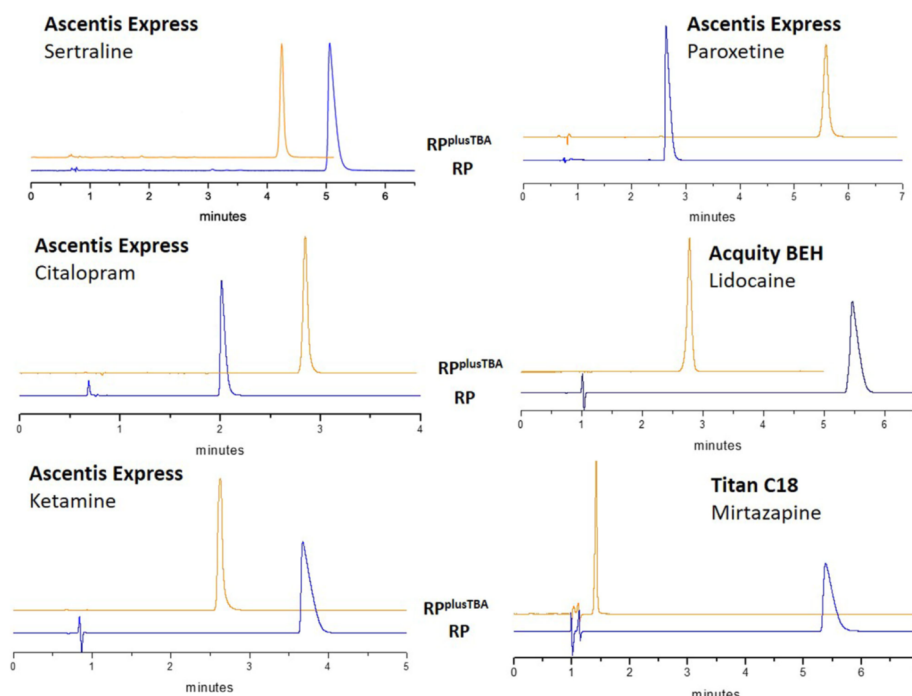 Ascentis Express
Sertraline
RPplusTBA
RP
0 1 2 3 4 5 6
minutes
Ascentis Express
Paroxetine
0 1 2 3 4 5 6 7
minutes
Ascentis Express
Citalopram
RPplusTBA
RP
0 1 2 3 4
minutes
Acquity BEH
Lidocaine
0 1 2 3 4 5 6
minutes
Ascentis Express
Ketamine
RPplusTBA
RP
0 1 2 3 4 5
minutes
Titan C18
Mirtazapine
0 1 2 3 4 5 6 7
minutes